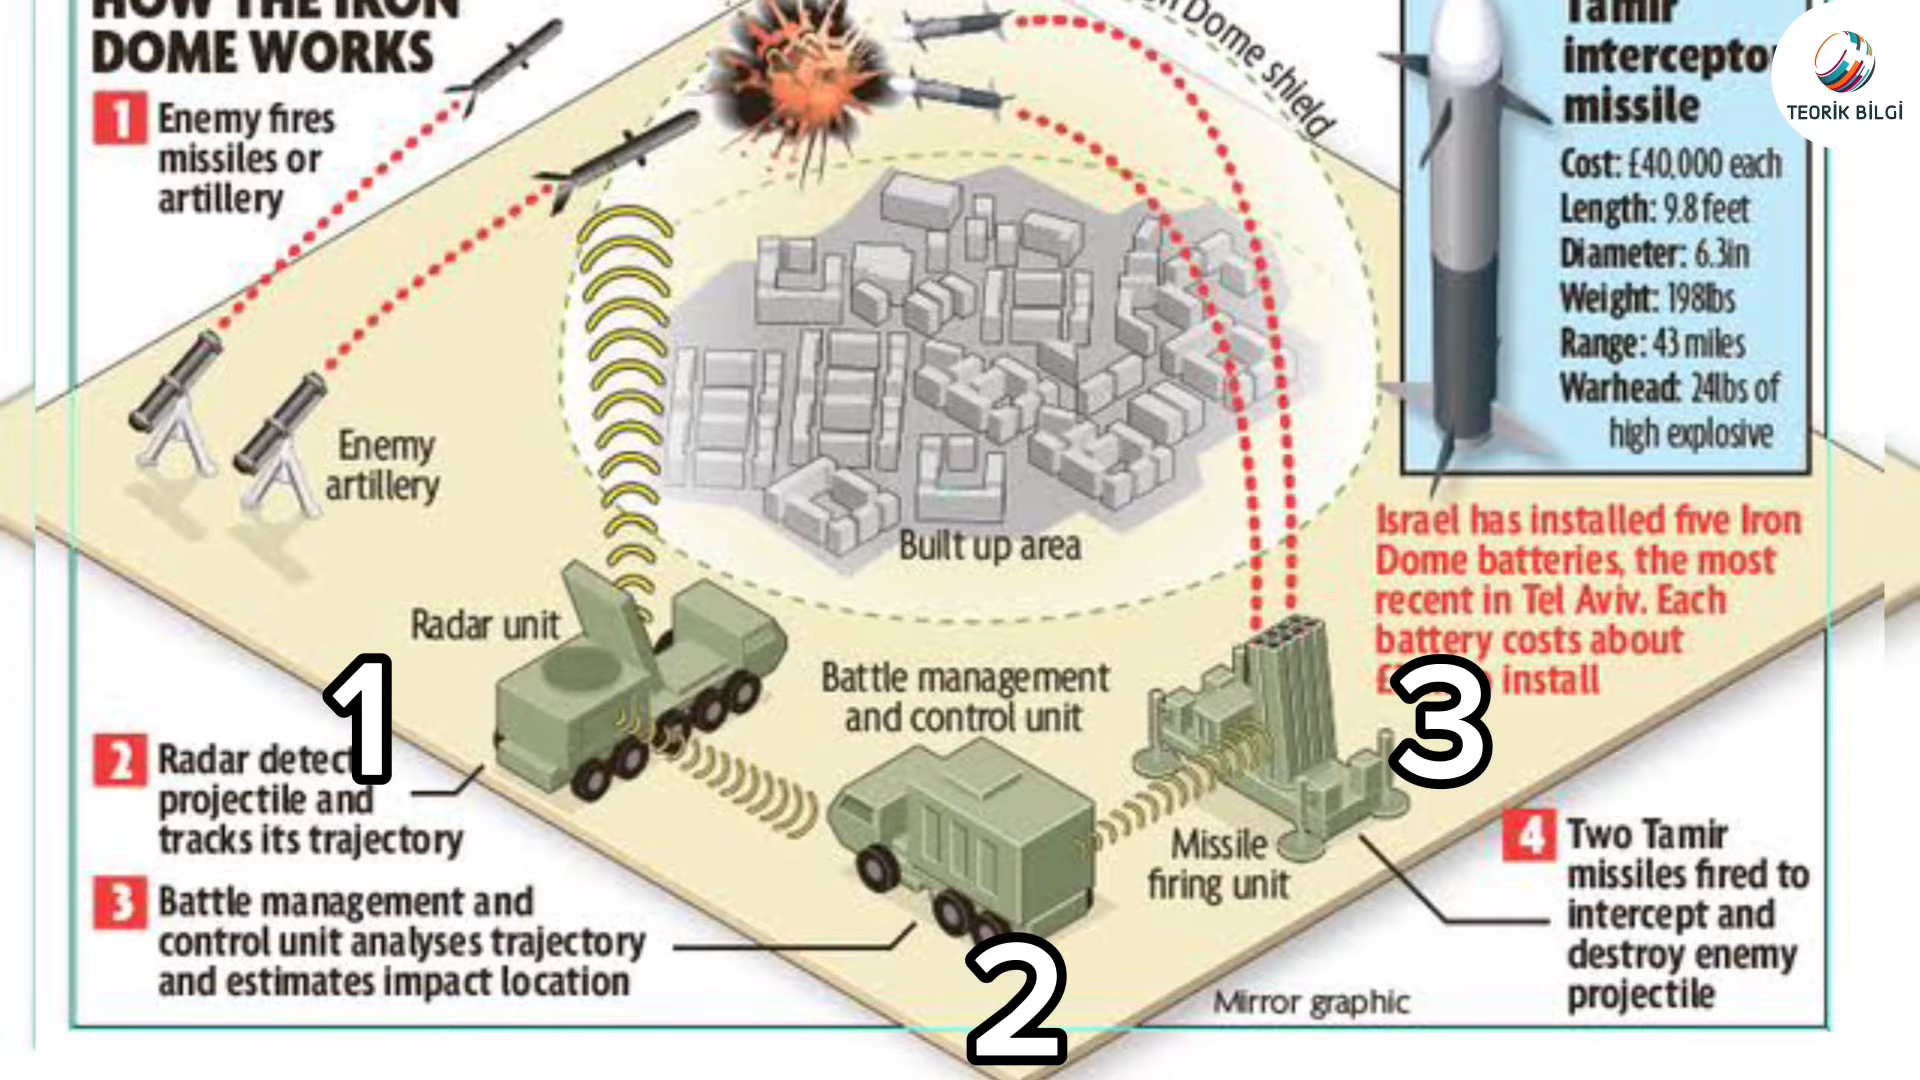 HOW THE IRON
DOME WORKS
1 Enemy fires
missiles or
artillery
Dome shield
Tamir
interceptor
missile
Cost: £40,000 each
Length: 9.8 feet
Diameter: 6.3in
Weight: 198lbs
Range: 43 miles
Warhead: 24lbs of
high explosive
TEORİK BİLGİ
Enemy
artillery
Built up area
Israel has installed five Iron
Dome batteries, the most
recent in Tel Aviv. Each
battery costs about
install
Radar unit
Battle management
and control unit
Missile
firing unit
1
2
3
2 Radar detect
projectile and
tracks its trajectory
3 Battle management and
control unit analyses trajectory
and estimates impact location
4 Two Tamir
missiles fired to
intercept and
destroy enemy
projectile
Mirror graphic